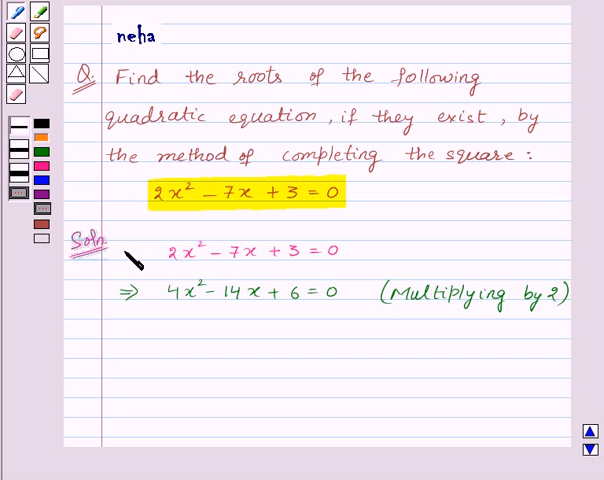 neha
Q. Find the roots of the following
quadratic equation, if they exist, by
the method of completing the square:
2x² - 7x + 3 = 0
Soln.
2x² - 7x + 3 = 0
⇒ 4x² - 14x + 6 = 0 (Multiplying by 2)